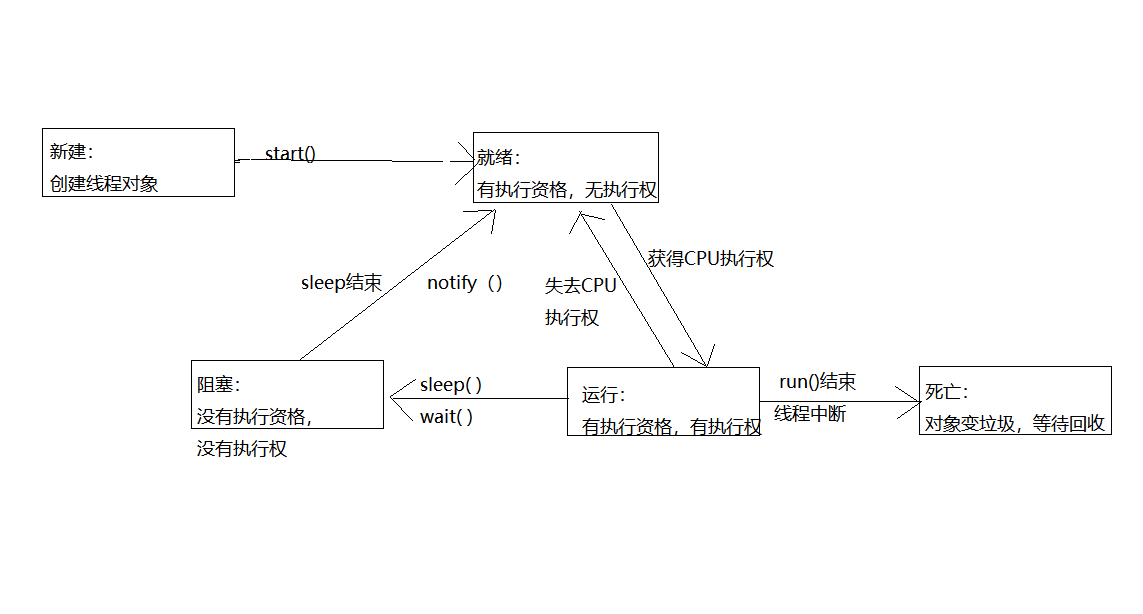 新建：
创建线程对象
start()
就绪：
有执行资格，无执行权
sleep结束
notify（）
失去CPU
执行权
获得CPU执行权
阻塞：
没有执行资格，
没有执行权
sleep( )
wait( )
运行：
有执行资格，有执行权
run()结束
线程中断
死亡：
对象变垃圾，等待回收